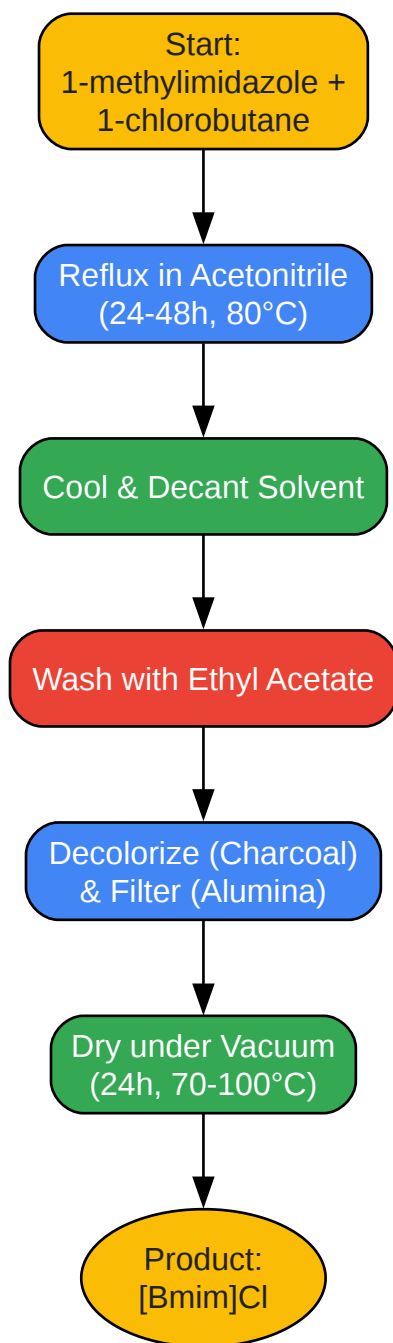 Start:
1-methylimidazole +
1-chlorobutane
Reflux in Acetonitrile
(24-48h, 80°C)
Cool & Decant Solvent
Wash with Ethyl Acetate
Decolorize (Charcoal)
& Filter (Alumina)
Dry under Vacuum
(24h, 70-100°C)
Product:
[Bmim]Cl